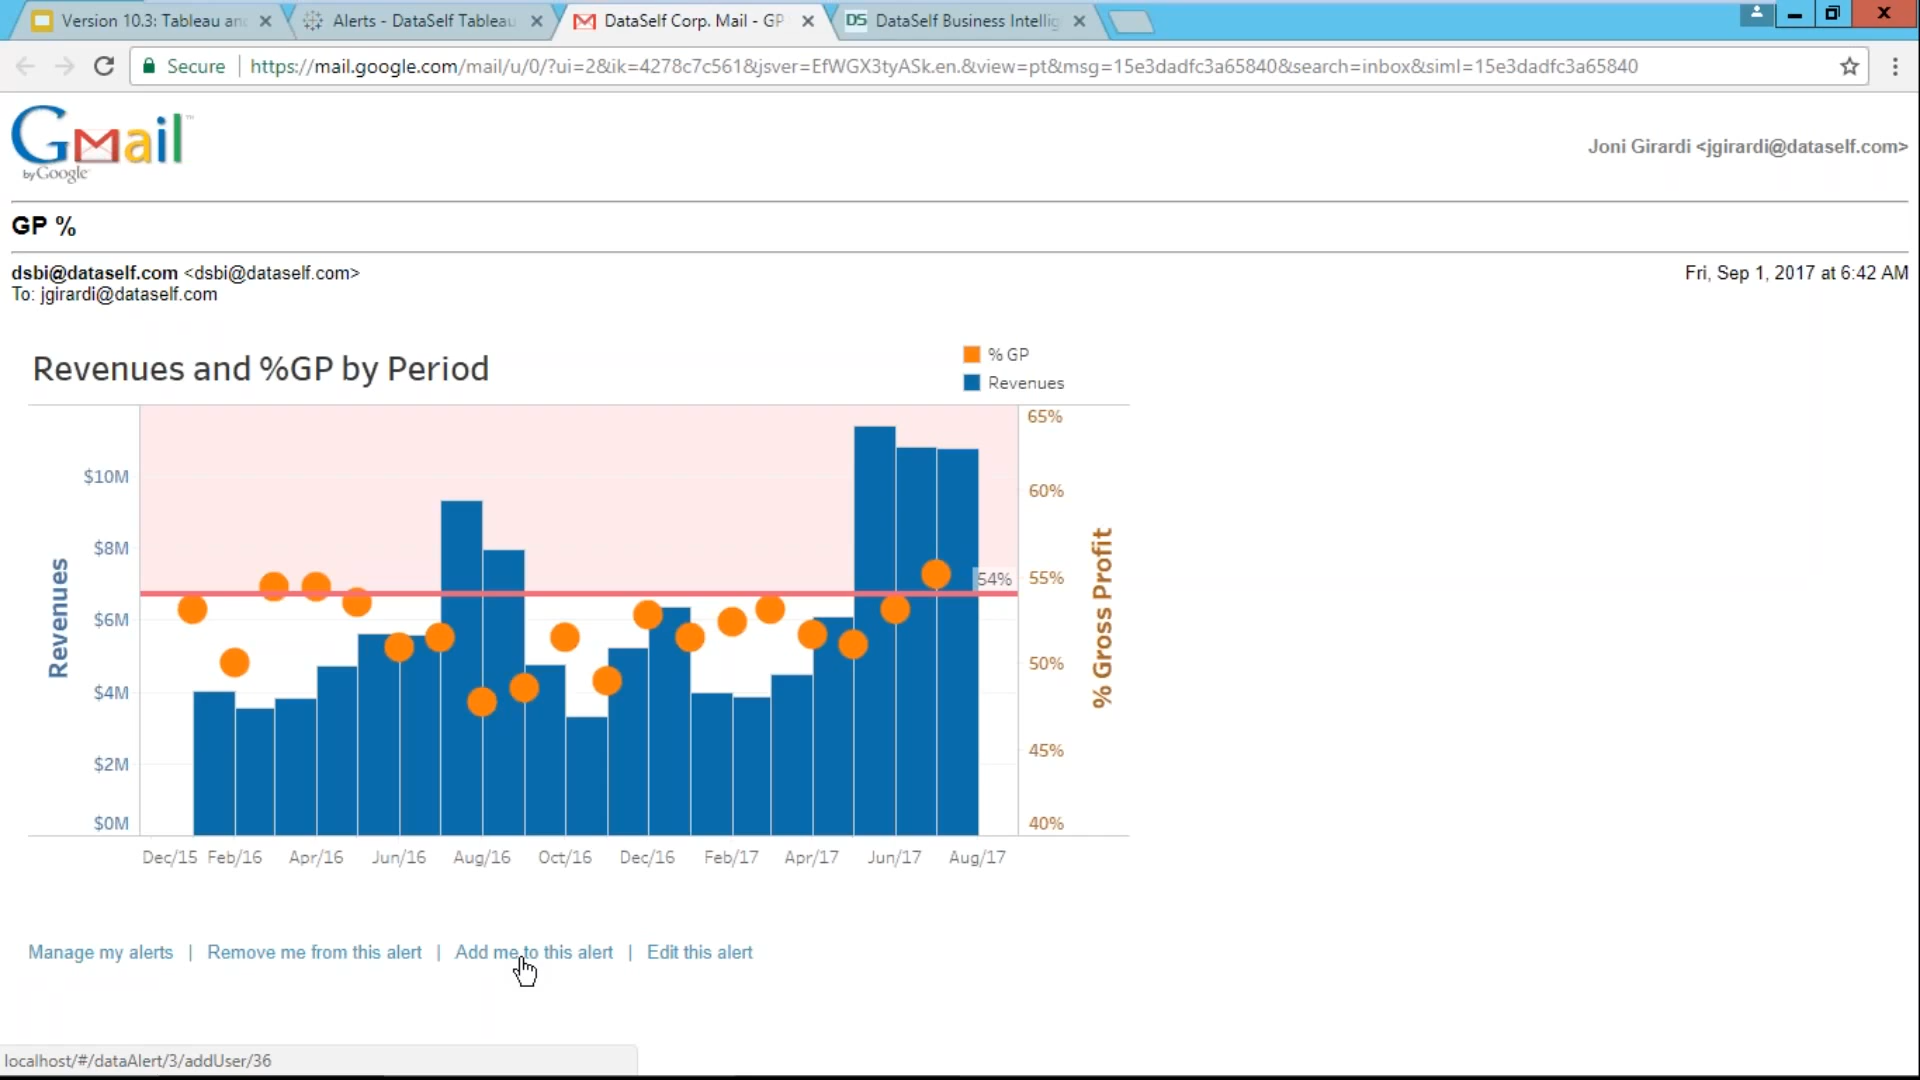 Version 10.3: Tableau an
Alerts - DataSelf Tableau
DataSelf Corp. Mail - GP
DS DataSelf Business Intellig
Secure https://mail.google.com/mail/u/0/?ui=2&ik=4278c7c561&jsver=EfWGX3tyASk.en.&view=pt&msg=15e3dadfc3a65840&search=inbox&siml=15e3dadfc3a65840
Gmail™
by Google
Joni Girardi <jgirardi@dataself.com>
GP %
dsbi@dataself.com <dsbi@dataself.com>
Fri, Sep 1, 2017 at 6:42 AM
To: jgirardi@dataself.com
Revenues and %GP by Period
% GP
Revenues
65%
$10M
60%
$8M
55%
54%
$6M
50%
$4M
45%
$2M
$0M
40%
Revenues
% Gross Profit
Dec/15 Feb/16 Apr/16 Jun/16 Aug/16 Oct/16 Dec/16 Feb/17 Apr/17 Jun/17 Aug/17
Manage my alerts | Remove me from this alert | Add me to this alert | Edit this alert
localhost/#/dataAlert/3/addUser/36